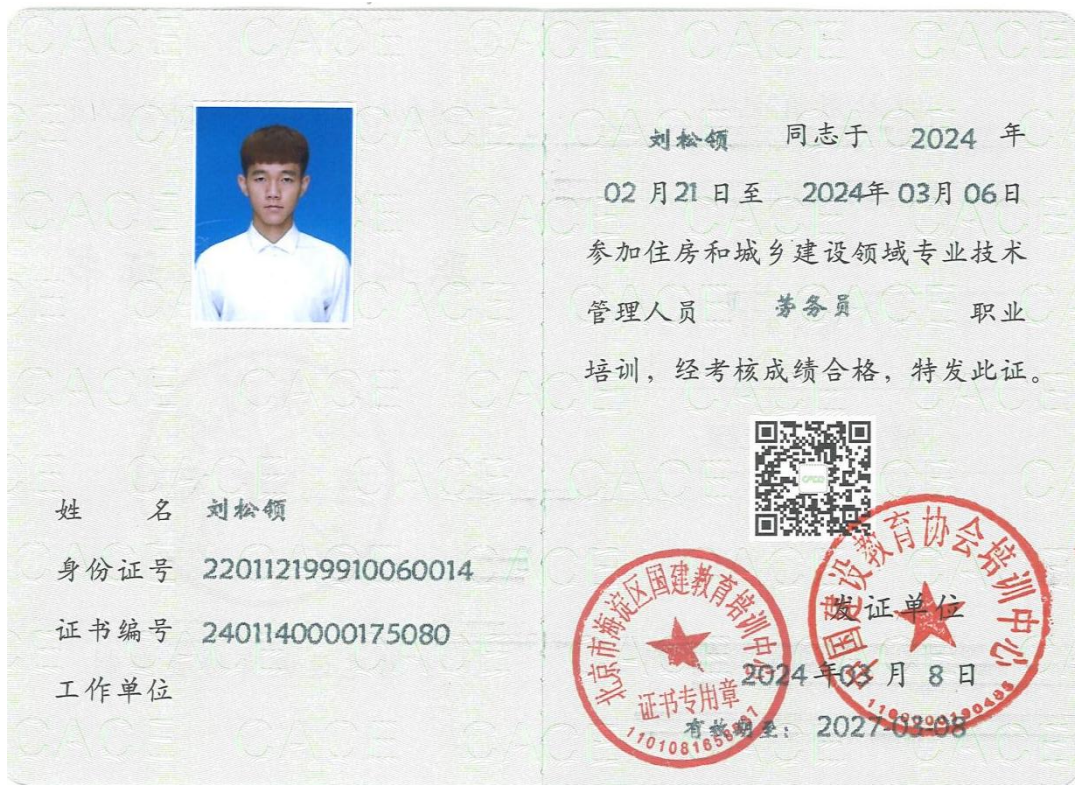 姓 名 刘松领
身份证号 220112199910060014
证书编号 2401140000175080
工作单位
刘松领 同志于 2024 年
02 月 21 日至 2024年 03月 06日
参加住房和城乡建设领域专业技术
管理人员 劳务员 职业
培训，经考核成绩合格，特发此证。
中国建设教育协会培训中心
发证单位
北京市海淀区国建教育培训中心
证书专用章
2024 年 03 月 8 日
有效期至： 2027-03-08
CACE